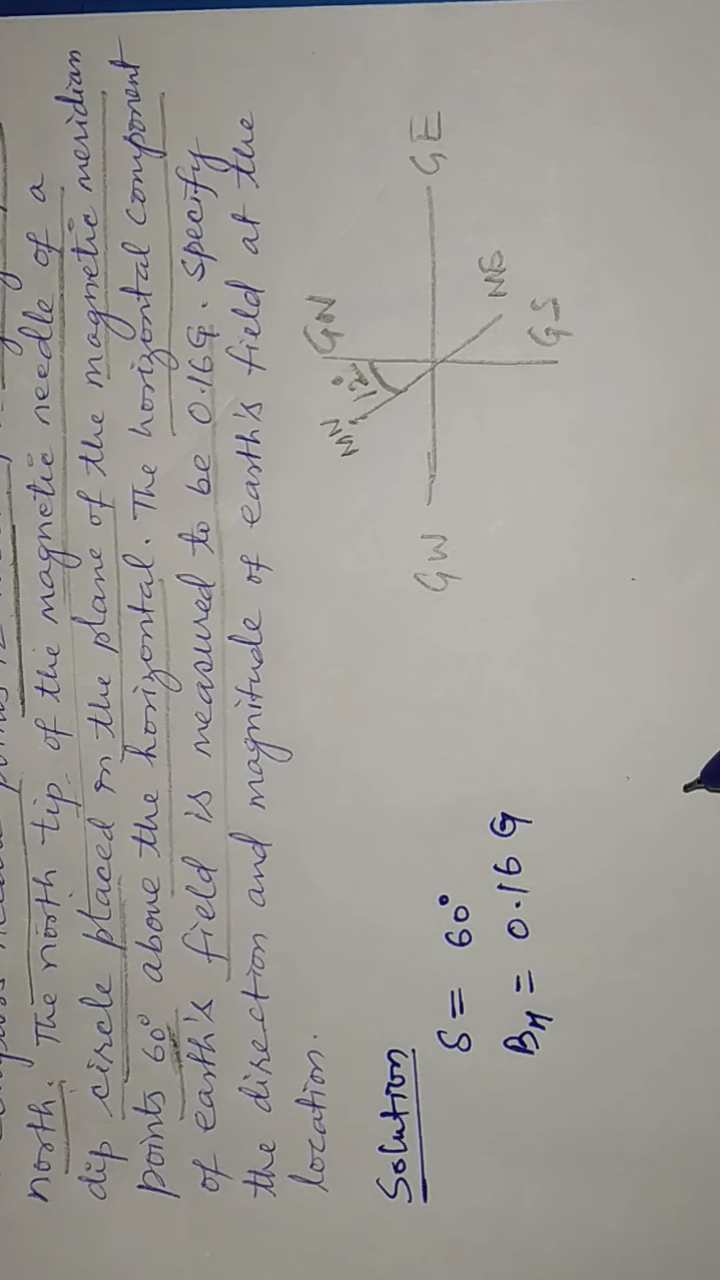 north. The north tip of the magnetic needle of a
dip circle placed in the plane of the magnetic meridian
points 60° above the horizontal. The horizontal component
of earth's field is measured to be 0.16G. Specify
the direction and magnitude of earth's field at the
location.
Solution
δ = 60°
BH = 0.16 G
GN
MN
12°
GW
GE
MS
GS